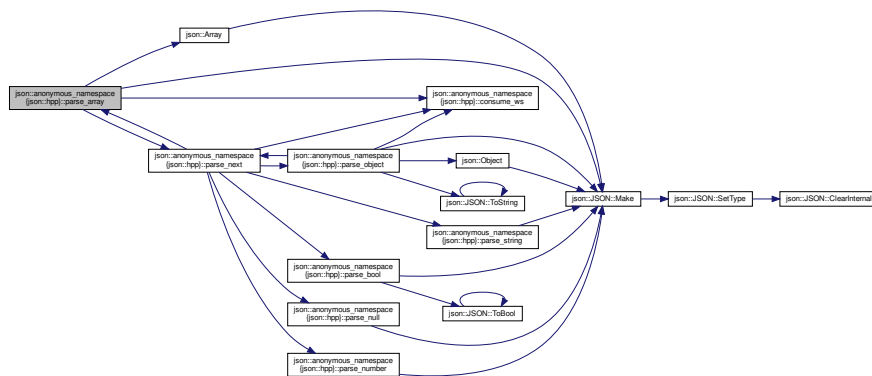 json::Array
json::anonymous_namespace
{json::hpp}::parse_array
json::anonymous_namespace
{json::hpp}::consume_ws
json::anonymous_namespace
{json::hpp}::parse_next
json::anonymous_namespace
{json::hpp}::parse_object
json::Object
json::JSON::ToString
json::JSON::Make
json::JSON::SetType
json::JSON::ClearInternal
json::anonymous_namespace
{json::hpp}::parse_string
json::anonymous_namespace
{json::hpp}::parse_bool
json::JSON::ToBool
json::anonymous_namespace
{json::hpp}::parse_null
json::anonymous_namespace
{json::hpp}::parse_number